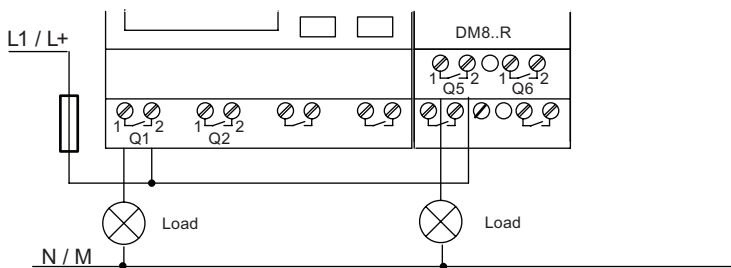 DM8..R
L1 / L+
1 2 1 2
Q5 Q6
1 2 1 2
Q1 Q2
Load Load
N / M